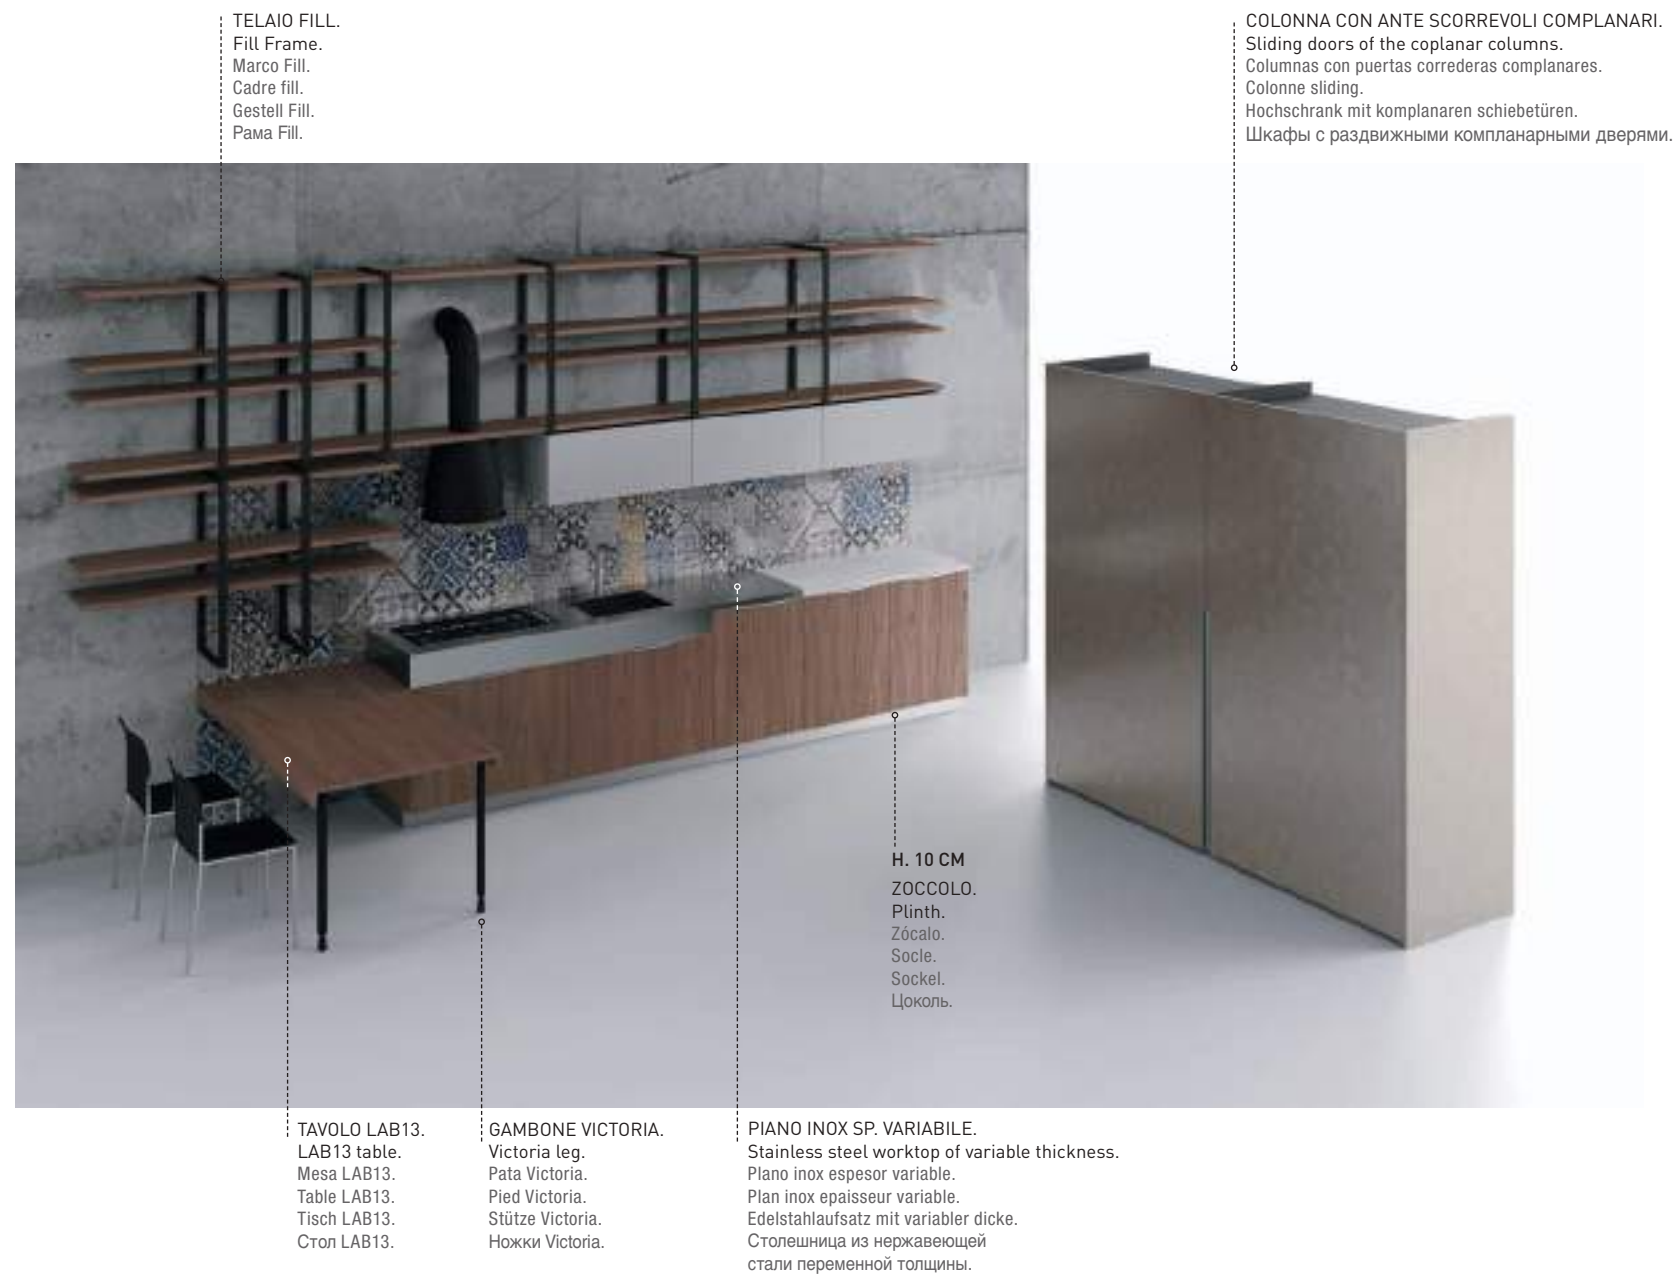 TELAIO FILL.
Fill Frame.
Marco Fill.
Cadre fill.
Gestell Fill.
Рама Fill.
COLONNA CON ANTE SCORREVOLI COMPLANARI.
Sliding doors of the coplanar columns.
Columnas con puertas correderas complanares.
Colonne sliding.
Hochschrank mit komplanaren schiebetüren.
Шкафы с раздвижными компланарными дверями.
H. 10 CM
ZOCCOLO.
Plinth.
Zócalo.
Socle.
Sockel.
Цоколь.
TAVOLO LAB13.
LAB13 table.
Mesa LAB13.
Table LAB13.
Tisch LAB13.
Стол LAB13.
GAMBONE VICTORIA.
Victoria leg.
Pata Victoria.
Pied Victoria.
Stütze Victoria.
Ножки Victoria.
PIANO INOX SP. VARIABILE.
Stainless steel worktop of variable thickness.
Plano inox espesor variable.
Plan inox epaisseur variable.
Edelstahlaufsatz mit variabler dicke.
Столешница из нержавеющей
стали переменной толщины.